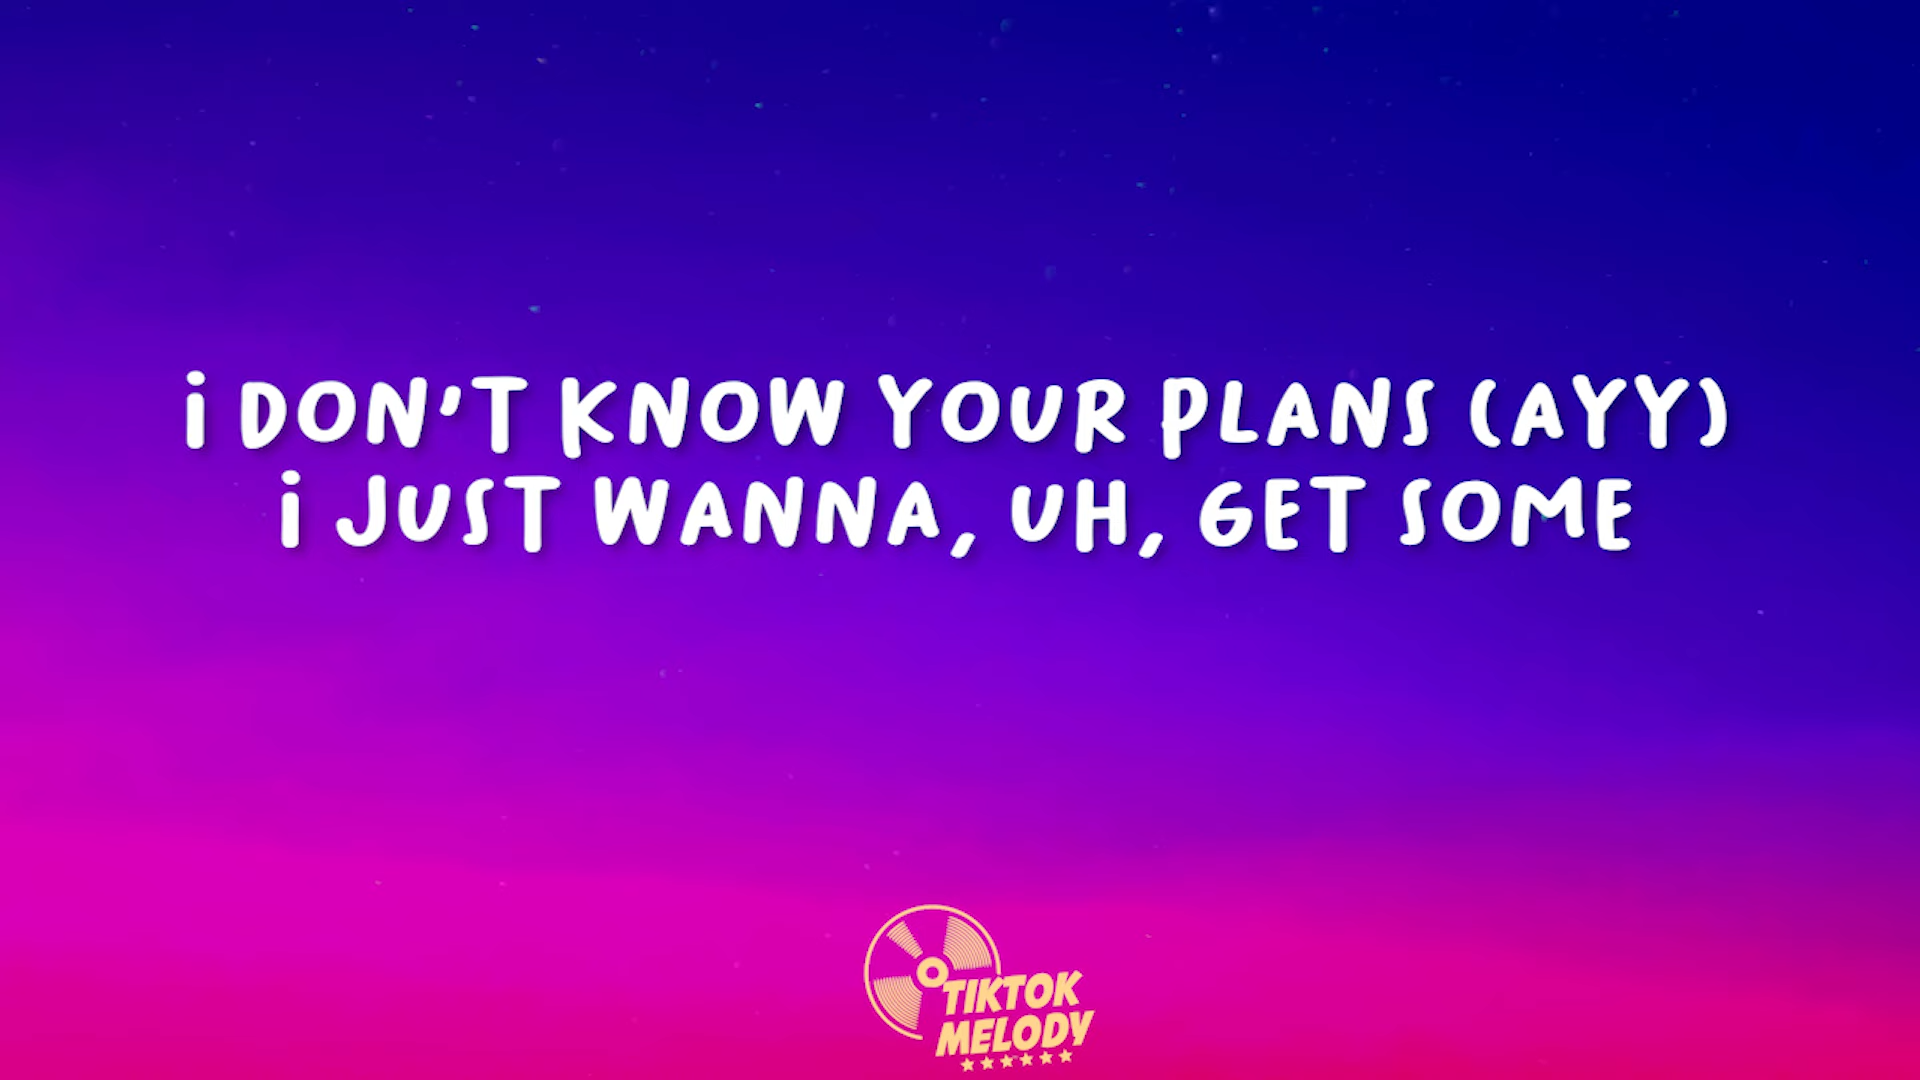 i DON'T KNOW YOUR PLANS (AYY)
i JUST WANNA, UH, GET SOME
TIKTOK
MELODY